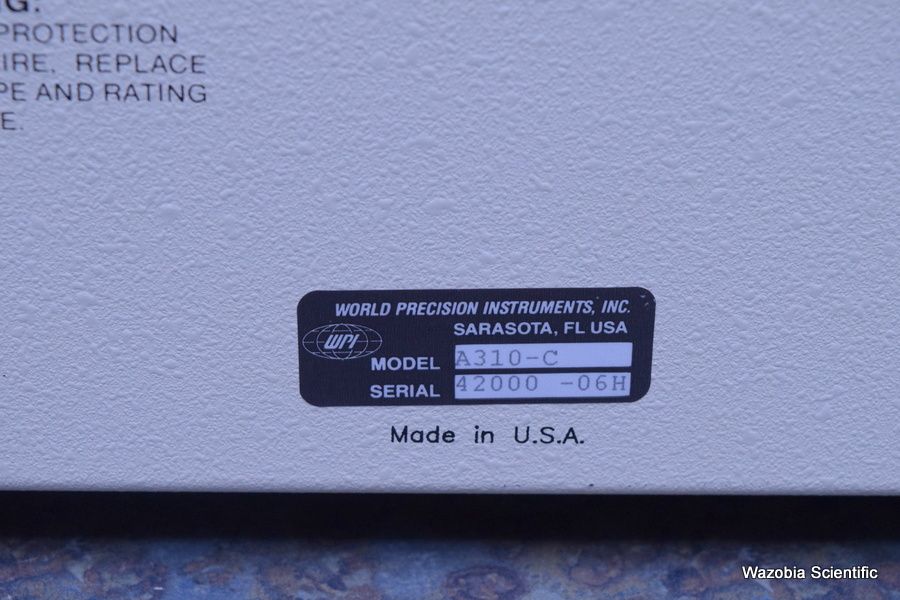 G.
PROTECTION
IRE, REPLACE
PE AND RATING
E.
WORLD PRECISION INSTRUMENTS, INC.
SARASOTA, FL USA
WPI
MODEL A310-C
SERIAL 42000 -06H
Made in U.S.A.
Wazobia Scientific